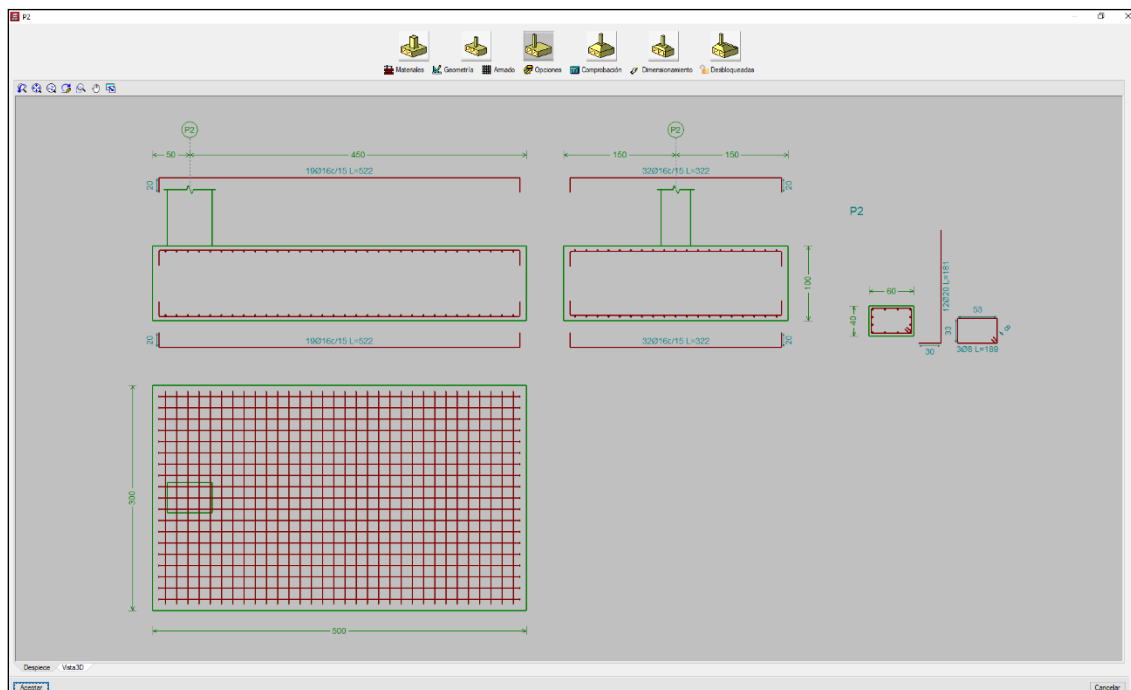 P2
Materiales Geometría Armado Opciones Comprobación Dimensionamiento Desbloqueadas
P2 P2
50 450 150 150
19Ø16c/15 L=522 32Ø16c/15 L=322
20 20
P2
100
12Ø20 L=181
60
40
53
33
8
30
3Ø8 L=189
20 20
19Ø16c/15 L=522 32Ø16c/15 L=322
300
500
Despiece Vista3D
Aceptar Cancelar